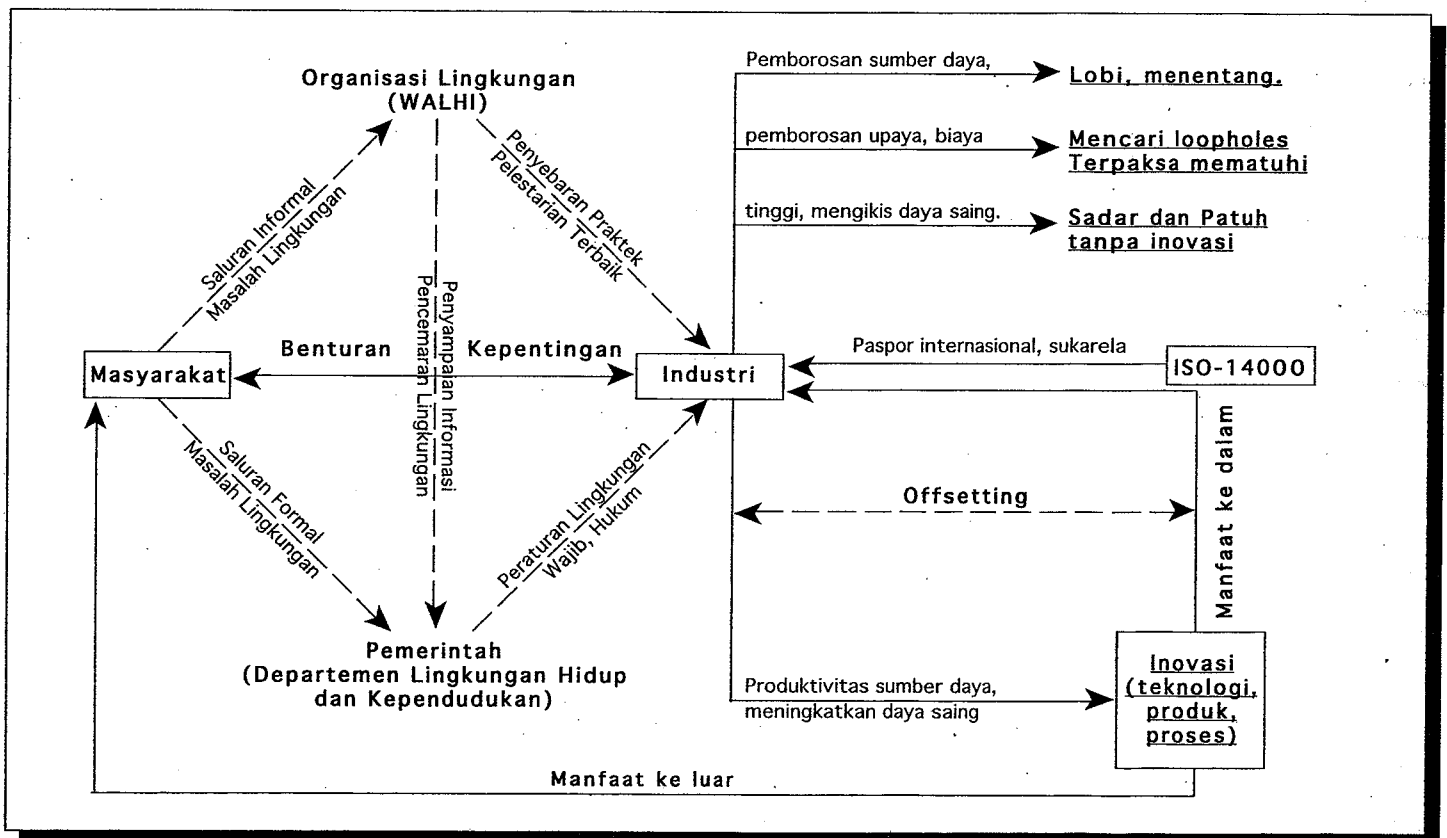 Organisasi Lingkungan
(WALHI)
Saluran Informal
Masalah Lingkungan
Penyebaran Praktek
Pelestarian Terbaik
Penyampaian Informasi
Pencemaran Lingkungan
Benturan
Kepentingan
Masyarakat
Industri
Saluran Formal
Masalah Lingkungan
Peraturan Lingkungan
Wajib, Hukum
Pemerintah
(Departemen Lingkungan Hidup
dan Kependudukan)
Pemborosan sumber daya,
Lobi, menentang.
pemborosan upaya, biaya
Mencari loopholes
Terpaksa mematuhi
tinggi, mengikis daya saing.
Sadar dan Patuh
tanpa inovasi
Paspor internasional, sukarela
ISO-14000
Manfaat ke dalam
Offsetting
Produktivitas sumber daya,
meningkatkan daya saing
Inovasi
(teknologi,
produk,
proses)
Manfaat ke luar